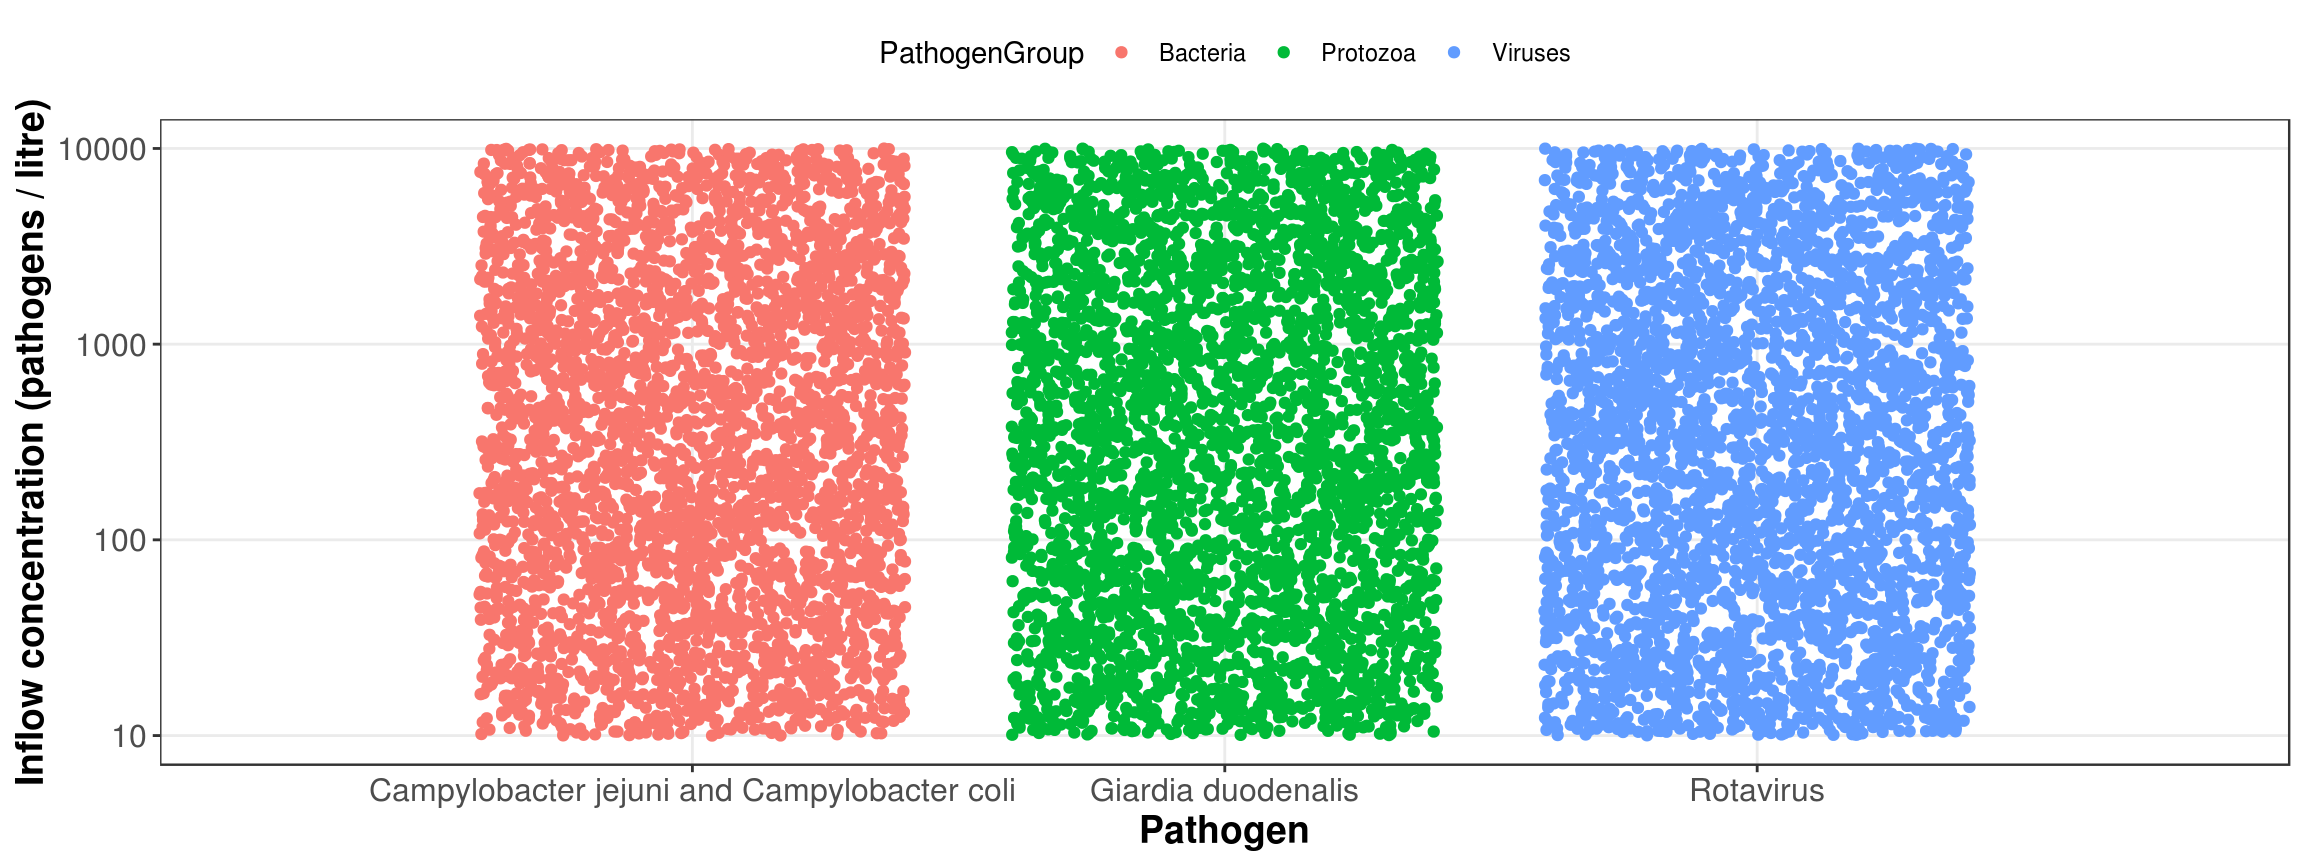 PathogenGroup Bacteria Protozoa Viruses
Inflow concentration (pathogens / litre)
10000
1000
100
10
Campylobacter jejuni and Campylobacter coli Giardia duodenalis Rotavirus
Pathogen